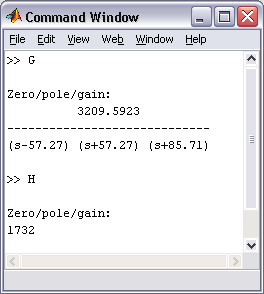 Command Window
File Edit View Web Window Help
>> G
Zero/pole/gain:
3209.5923
-----------------------------
(s-57.27) (s+57.27) (s+85.71)
>> H
Zero/pole/gain:
1732